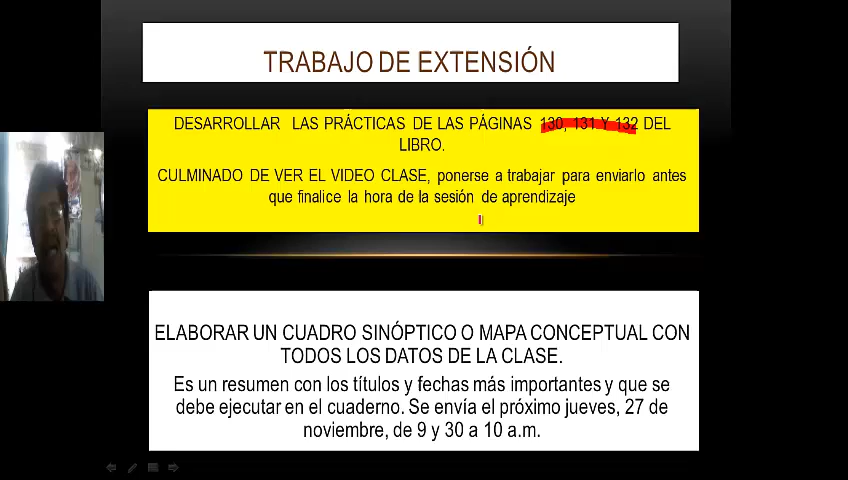 TRABAJO DE EXTENSIÓN
DESARROLLAR LAS PRÁCTICAS DE LAS PÁGINAS 130, 131 Y 132 DEL
LIBRO.
CULMINADO DE VER EL VIDEO CLASE, ponerse a trabajar para enviarlo antes
que finalice la hora de la sesión de aprendizaje
ELABORAR UN CUADRO SINÓPTICO O MAPA CONCEPTUAL CON
TODOS LOS DATOS DE LA CLASE.
Es un resumen con los títulos y fechas más importantes y que se
debe ejecutar en el cuaderno. Se envía el próximo jueves, 27 de
noviembre, de 9 y 30 a 10 a.m.